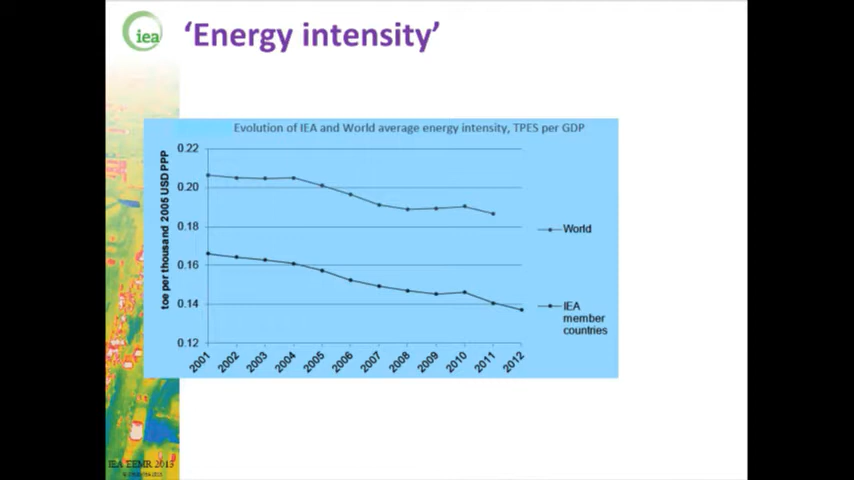 iea
‘Energy intensity’
Evolution of IEA and World average energy intensity, TPES per GDP
toe per thousand 2005 USD PPP
0.22
0.20
0.18
0.16
0.14
0.12
2001 2002 2003 2004 2005 2006 2007 2008 2009 2010 2011 2012
World
IEA
member
countries
IEA EEMR 2013